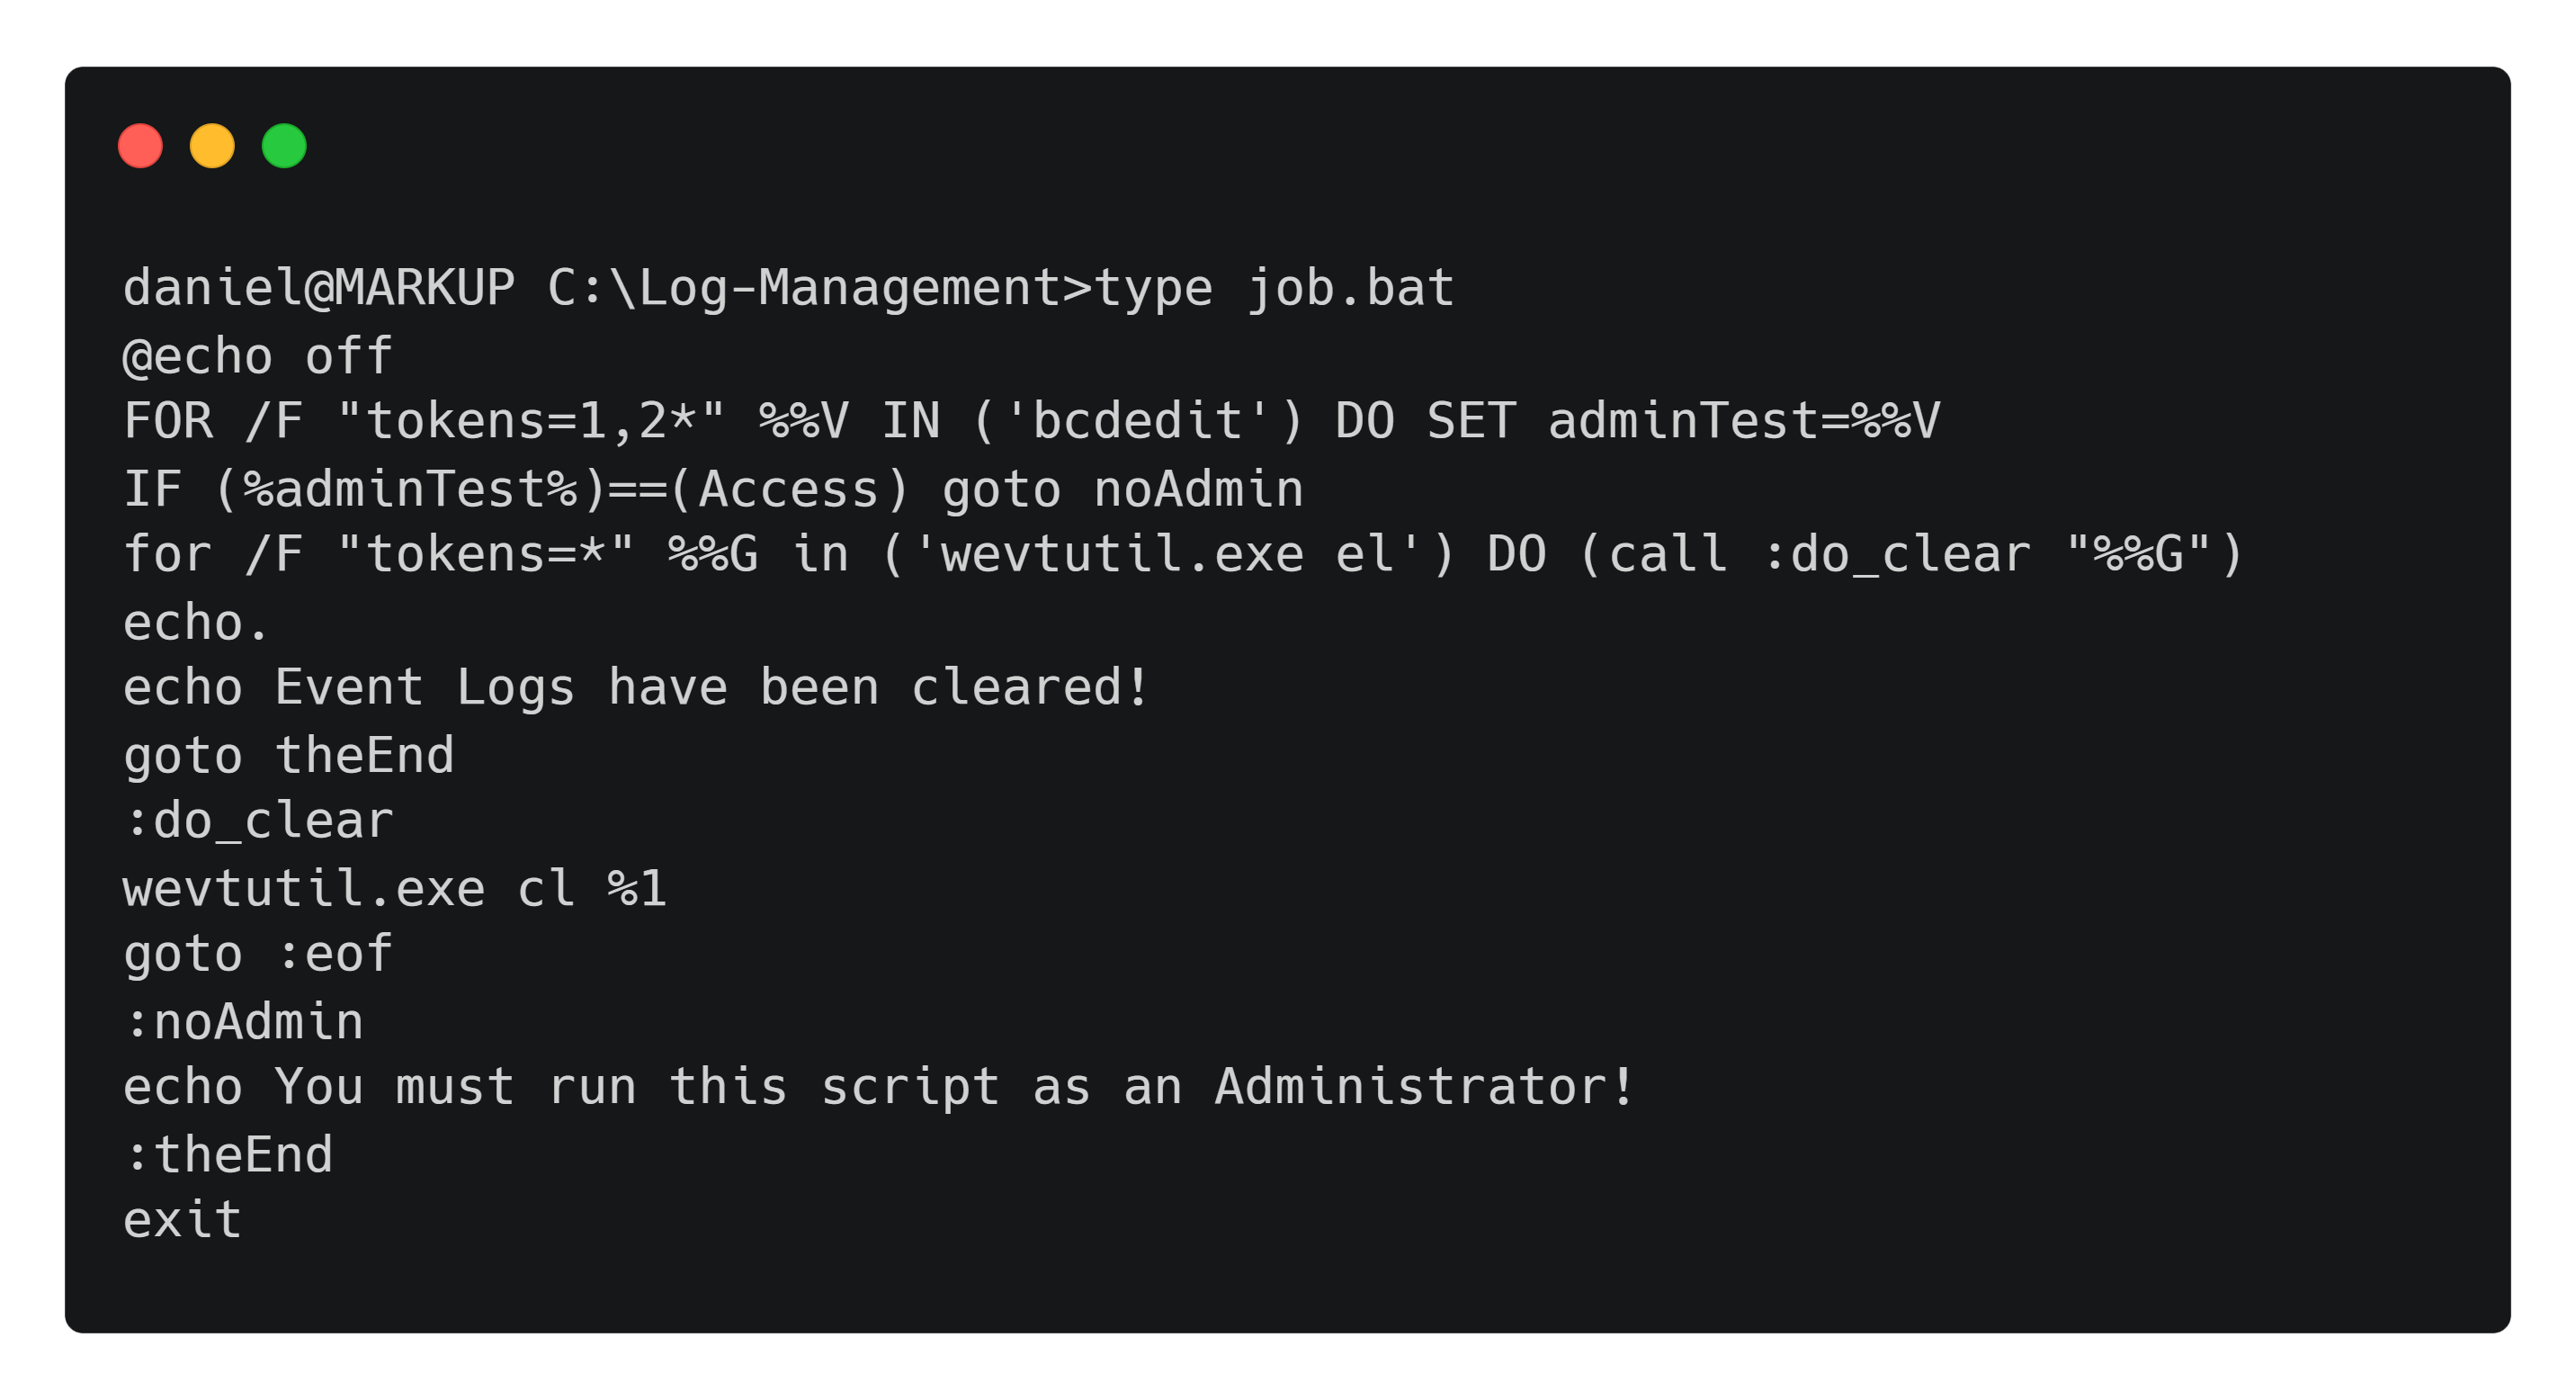 daniel@MARKUP C:\Log-Management>type job.bat
@echo off
FOR /F "tokens=1,2*" %%V IN ('bcdedit') DO SET adminTest=%%V
IF (%adminTest%)==(Access) goto noAdmin
for /F "tokens=*" %%G in ('wevtutil.exe el') DO (call :do_clear "%%G")
echo.
echo Event Logs have been cleared!
goto theEnd
:do_clear
wevtutil.exe cl %1
goto :eof
:noAdmin
echo You must run this script as an Administrator!
:theEnd
exit